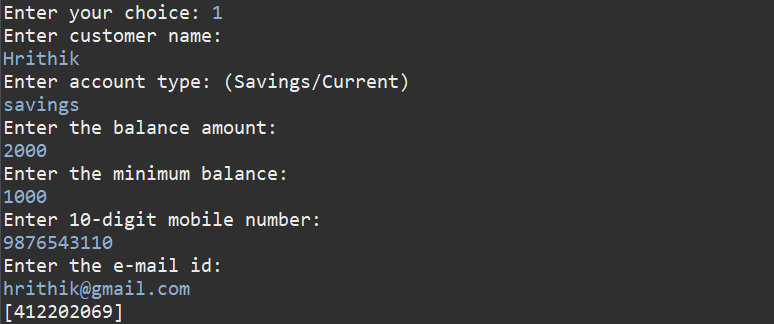 Enter your choice: 1
Enter customer name:
Hrithik
Enter account type: (Savings/Current)
savings
Enter the balance amount:
2000
Enter the minimum balance:
1000
Enter 10-digit mobile number:
9876543110
Enter the e-mail id:
hrithik@gmail.com
[412202069]